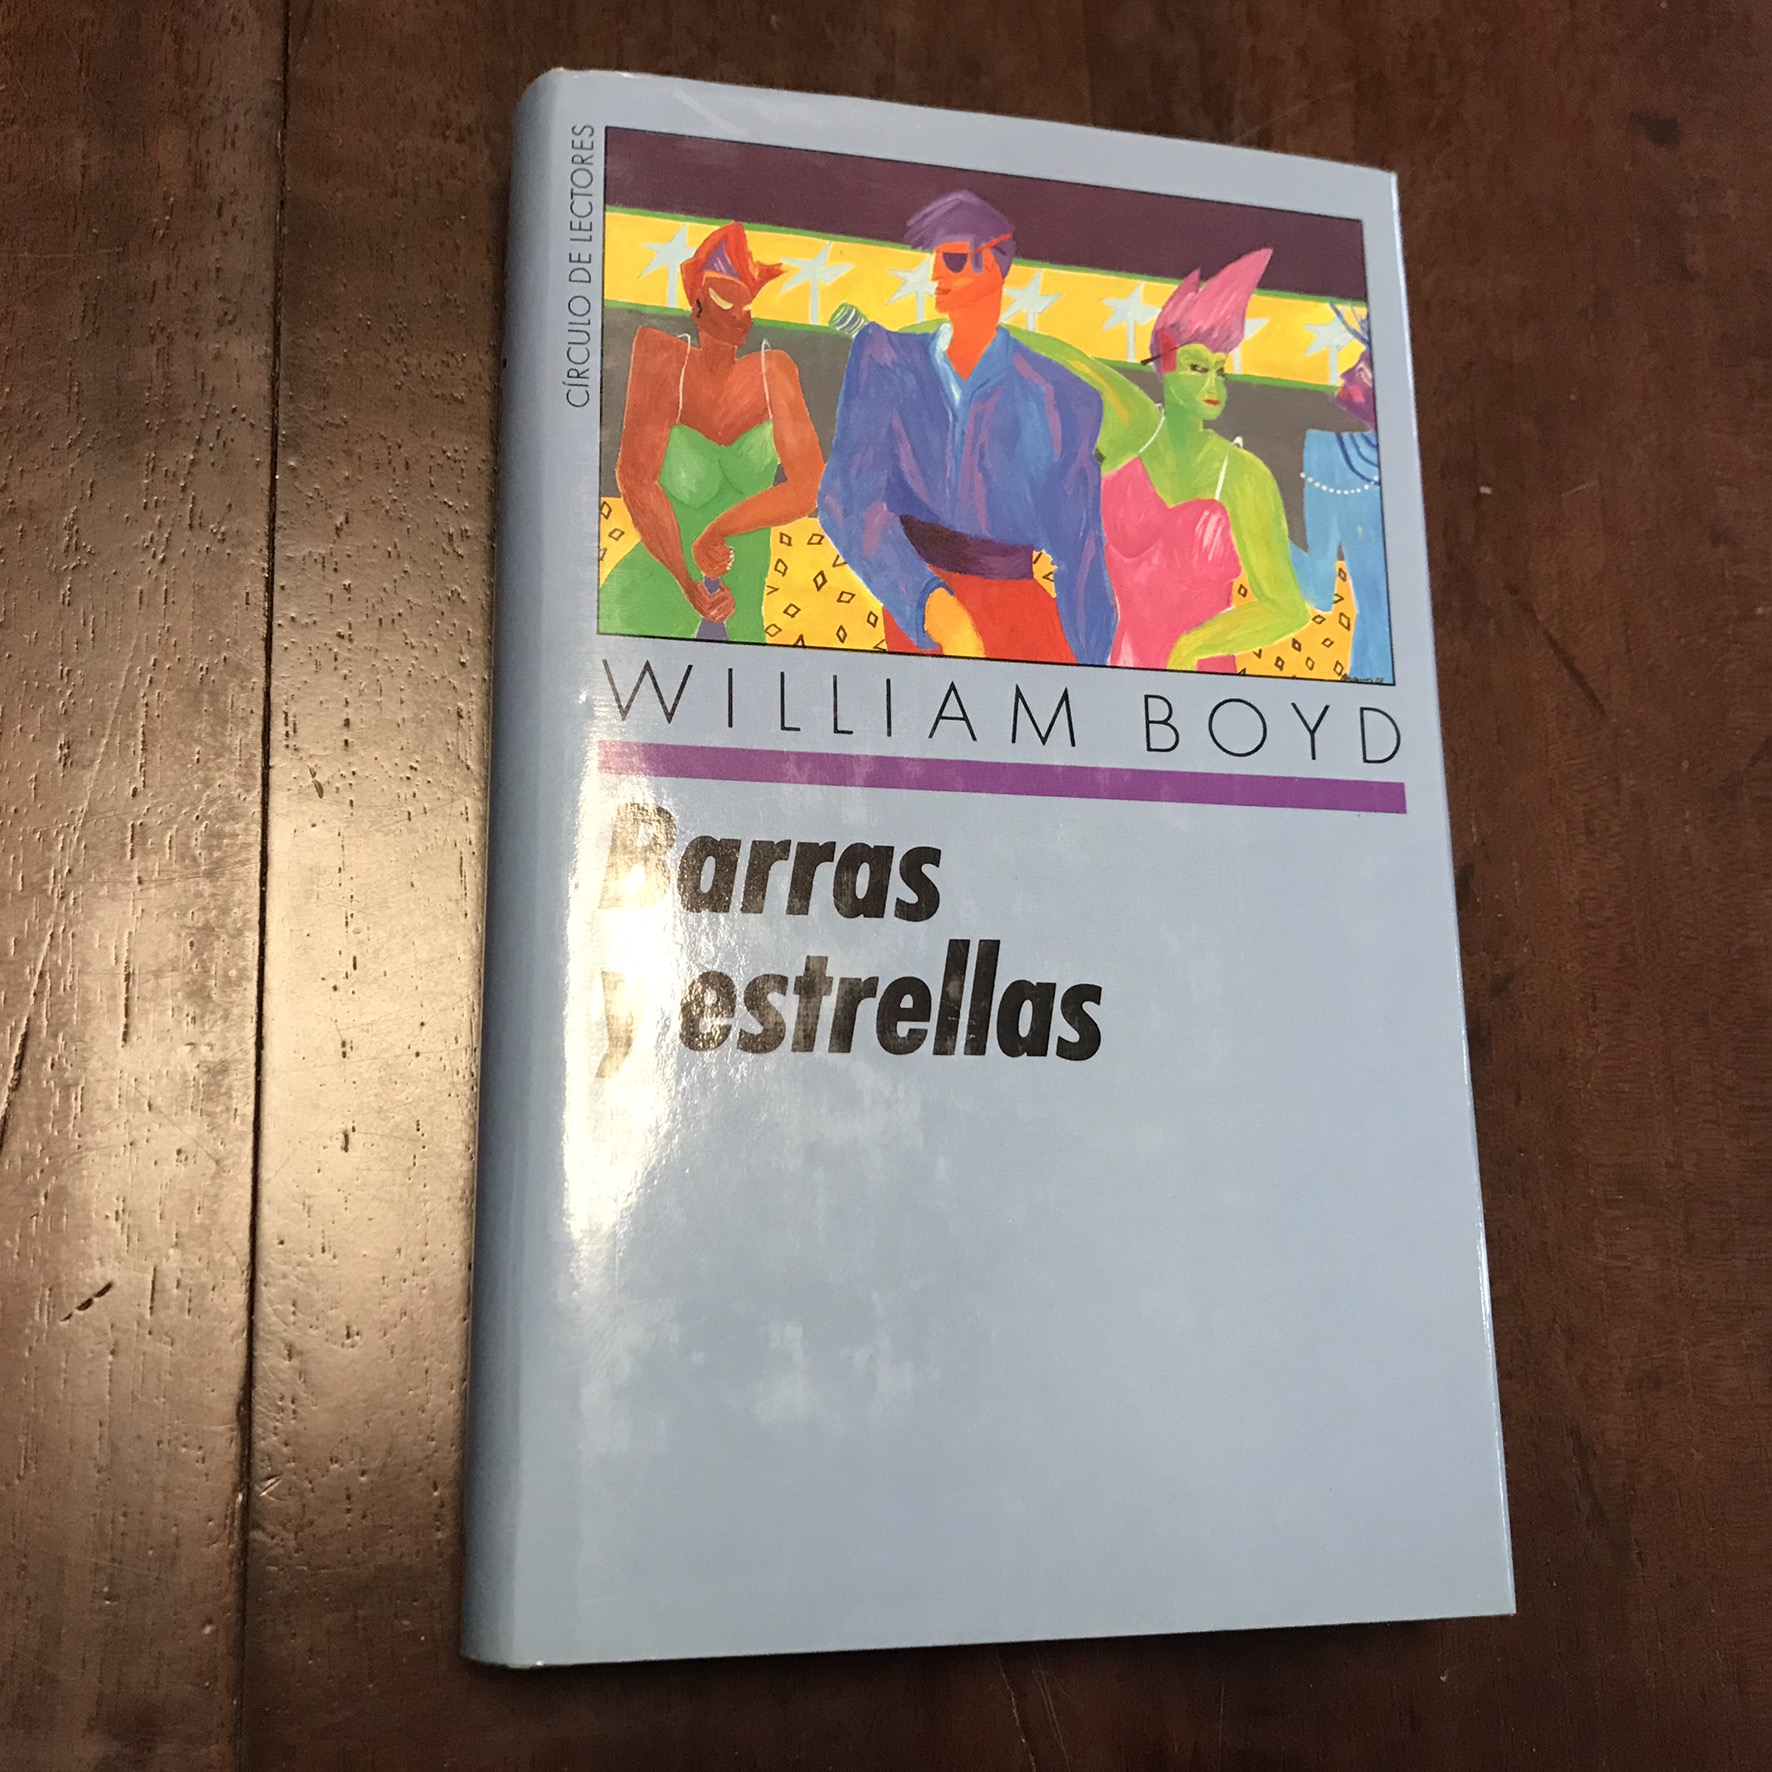 CÍRCULO DE LECTORES
WILLIAM BOYD
Barras
y estrellas